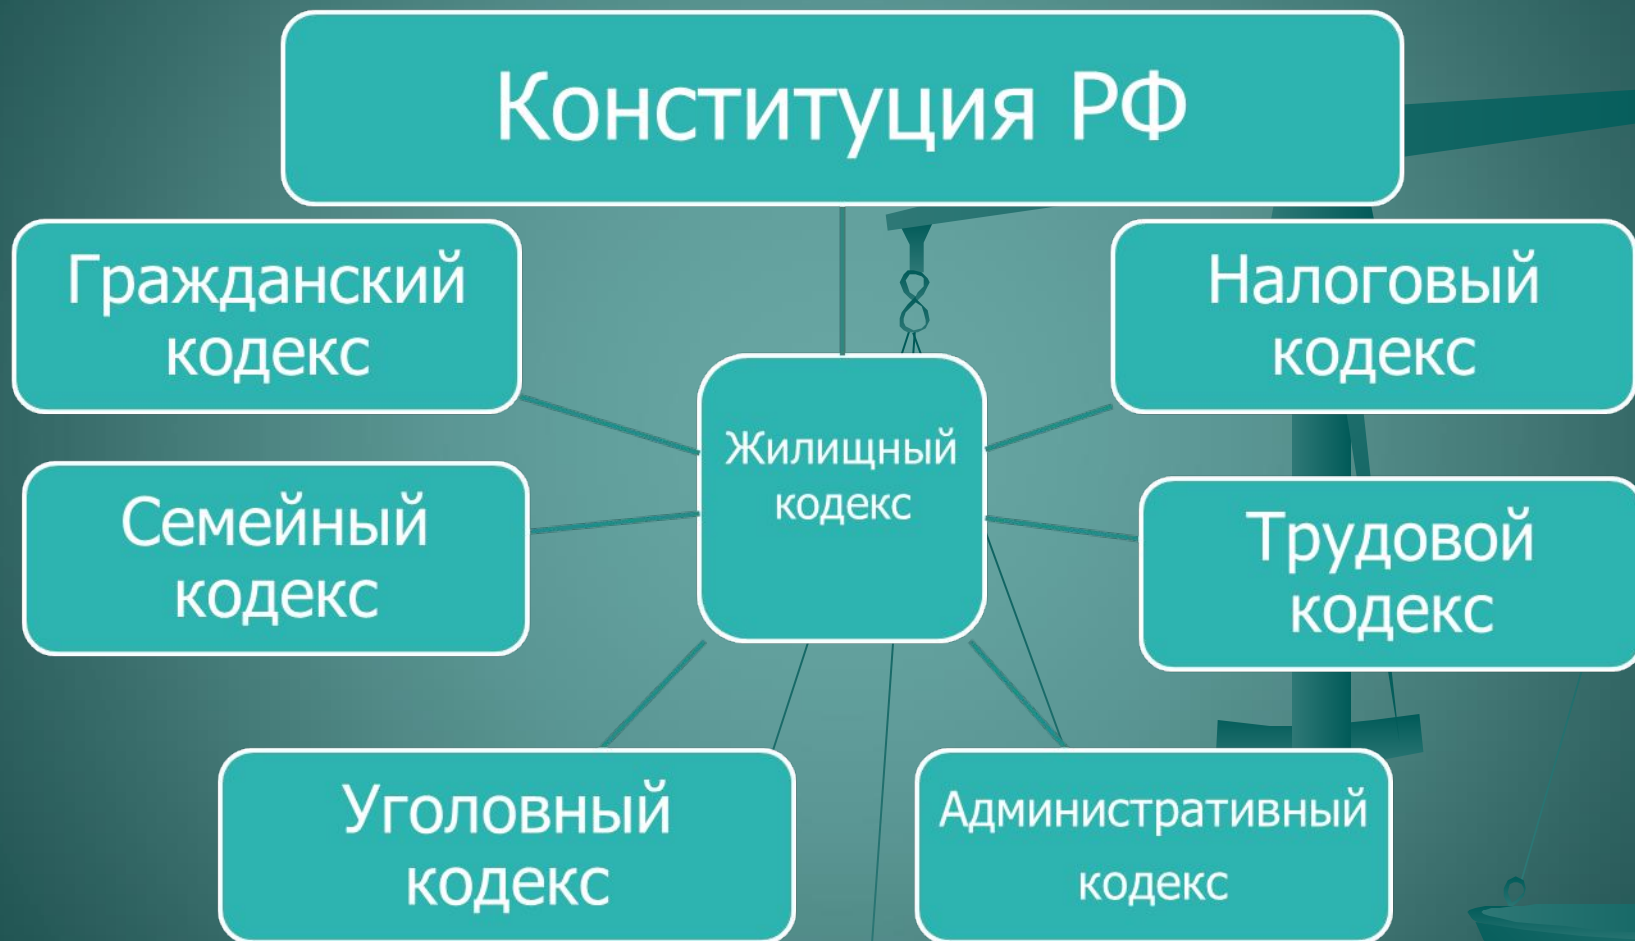 Конституция РФ
Гражданский
кодекс
Налоговый
кодекс
Жилищный
кодекс
Семейный
кодекс
Трудовой
кодекс
Уголовный
кодекс
Административный
кодекс